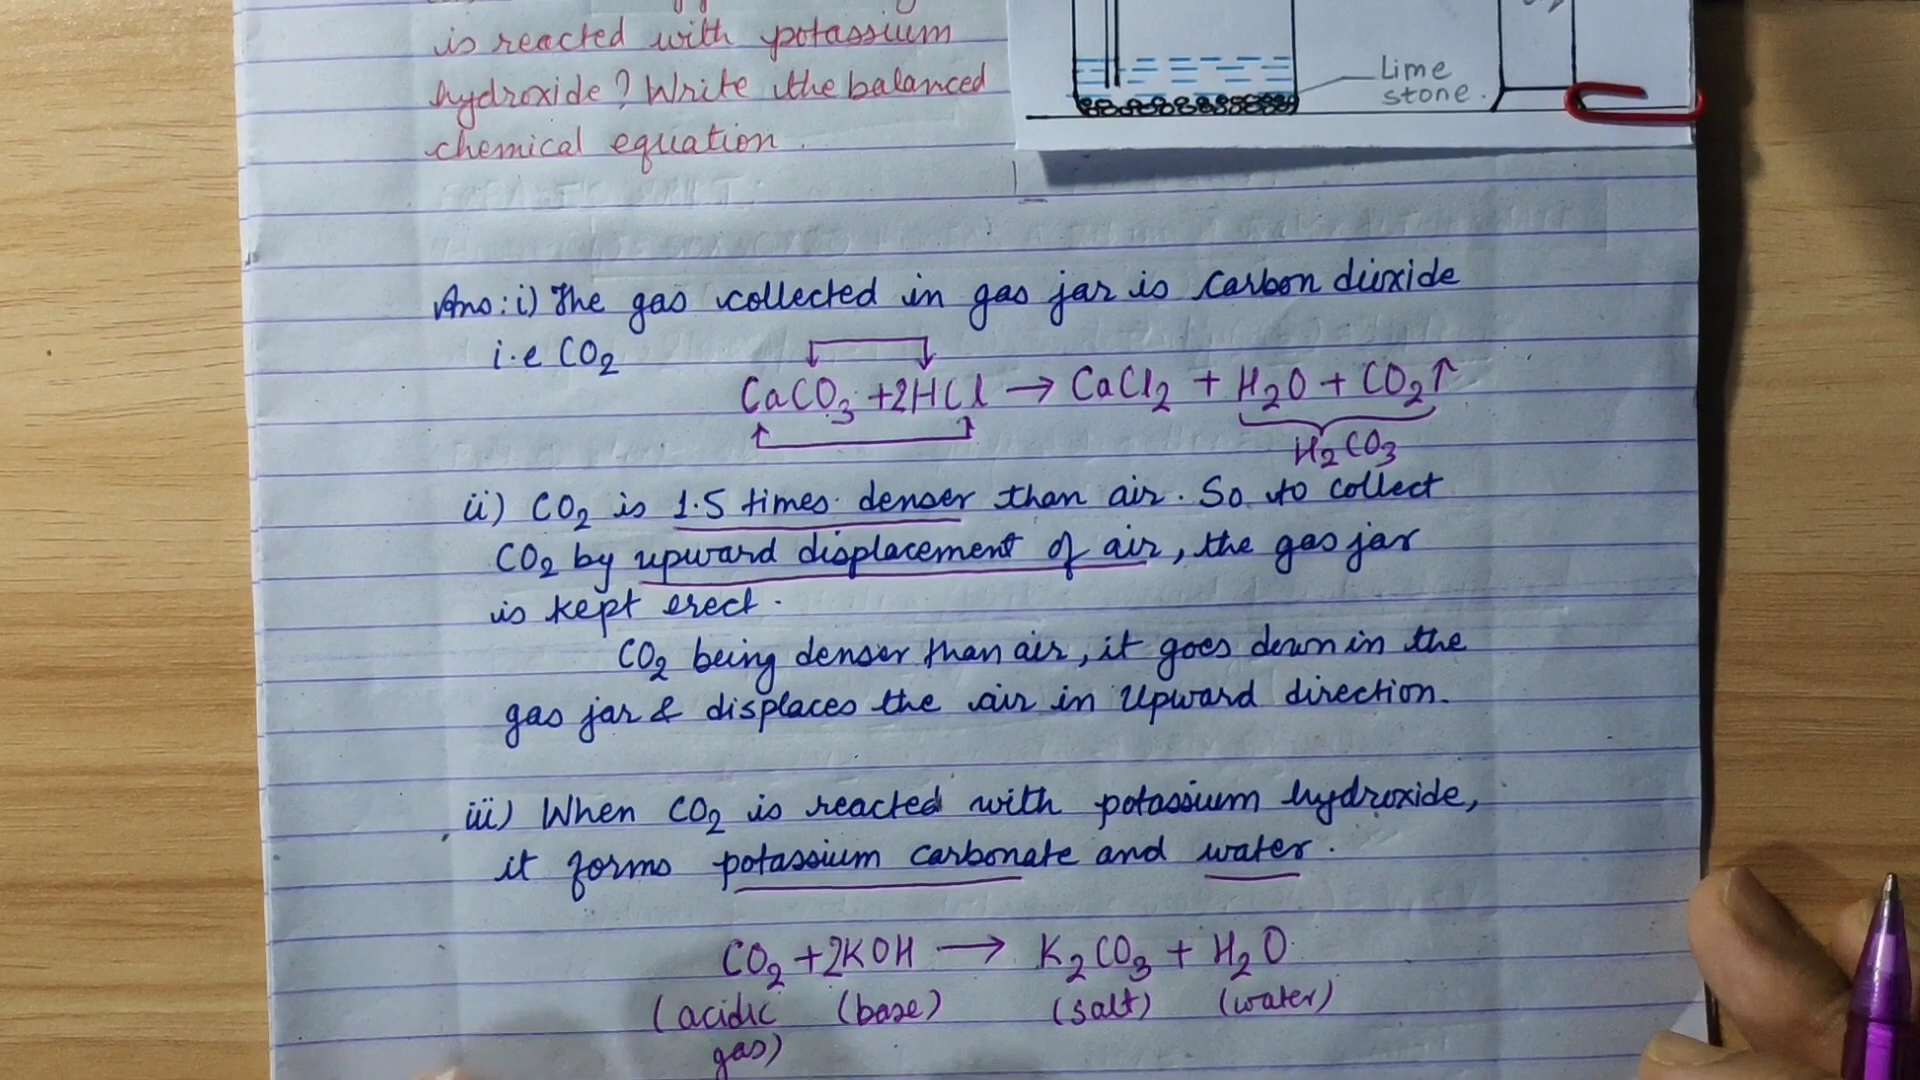 is reacted with potassium
hydroxide? Write the balanced
chemical equation.
Lime
stone.
Ans: i) The gas collected in gas jar is Carbon dioxide
i.e CO₂
CaCO₃ + 2HCl → CaCl₂ + H₂O + CO₂↑
H₂CO₃
ii) CO₂ is 1.5 times denser than air. So to collect
CO₂ by upward displacement of air, the gas jar
is kept erect.
CO₂ being denser than air, it goes down in the
gas jar & displaces the air in Upward direction.
iii) When CO₂ is reacted with potassium hydroxide,
it forms potassium carbonate and water.
CO₂ + 2KOH → K₂CO₃ + H₂O
(acidic (base) (salt) (water)
gas)